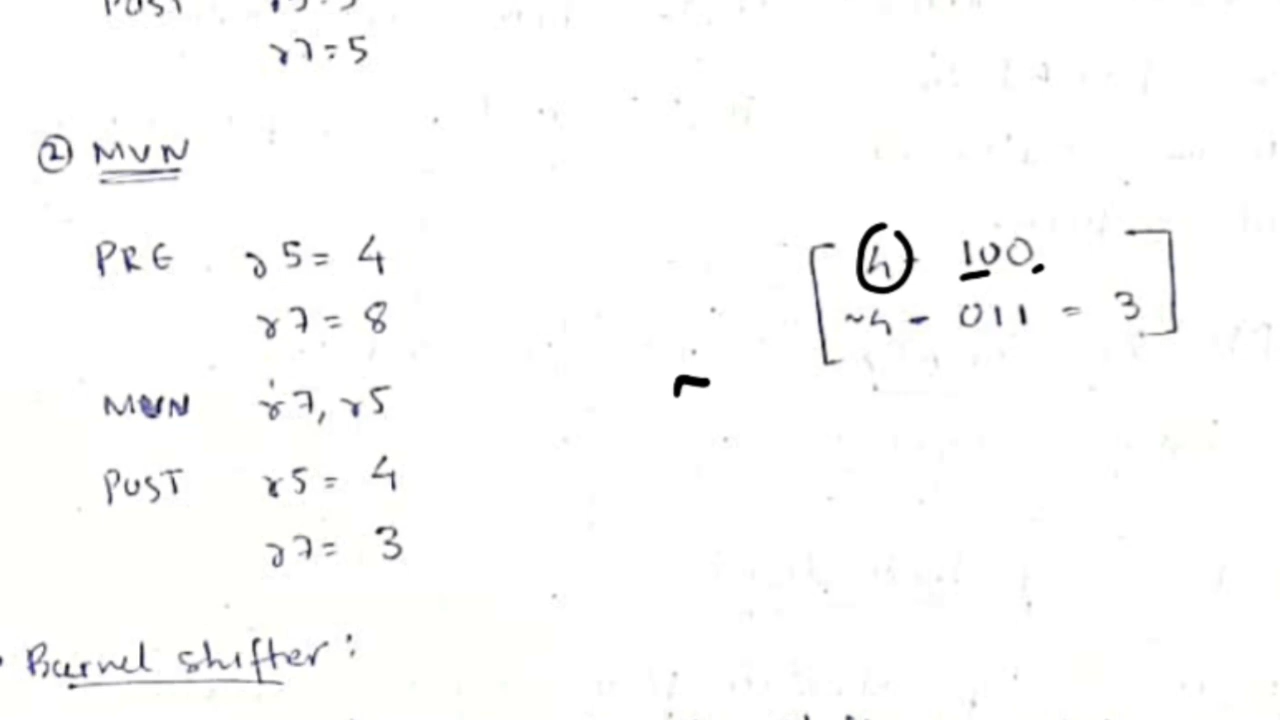 POST
r7=5
② MVN
PRE r5= 4
r7 = 8
MVN r7, r5
POST r5= 4
r7= 3
4 100
~4 - 011 = 3
~
Barrel shifter: